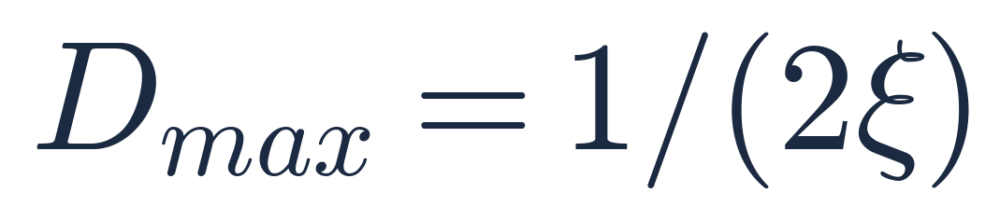 D_{max} = 1/(2ξ)